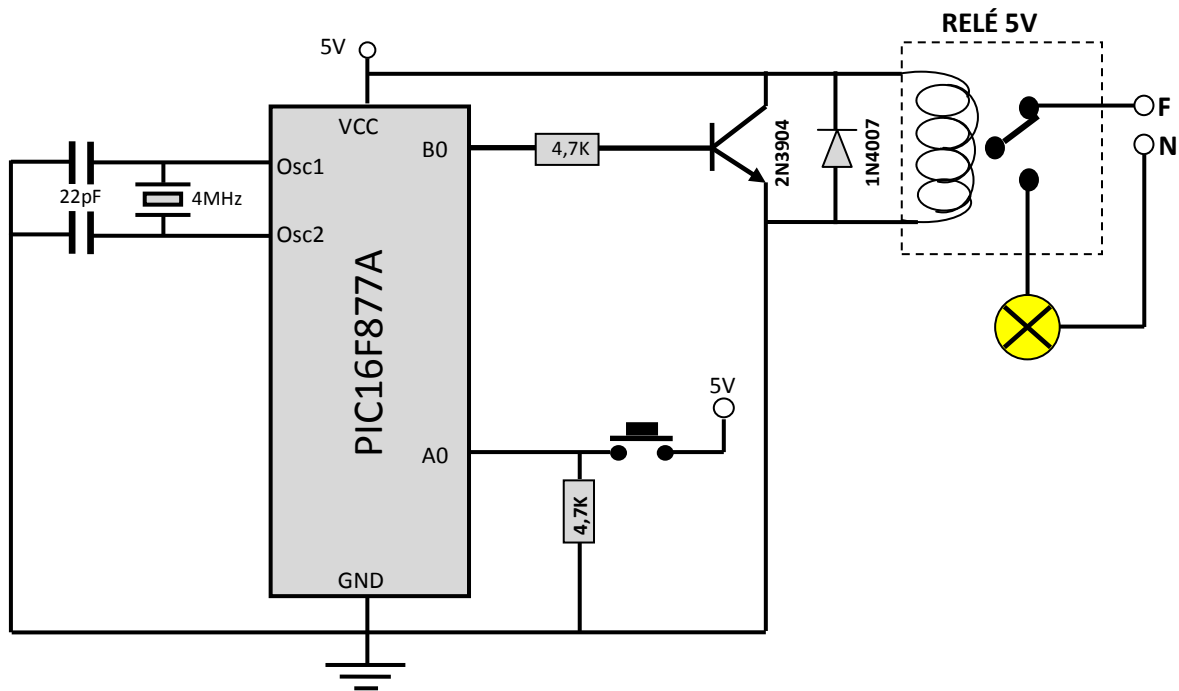 RELÉ 5V
5V
VCC
B0
4,7K
2N3904
1N4007
F
N
Osc1
22pF
4MHz
Osc2
PIC16F877A
5V
A0
4,7K
GND